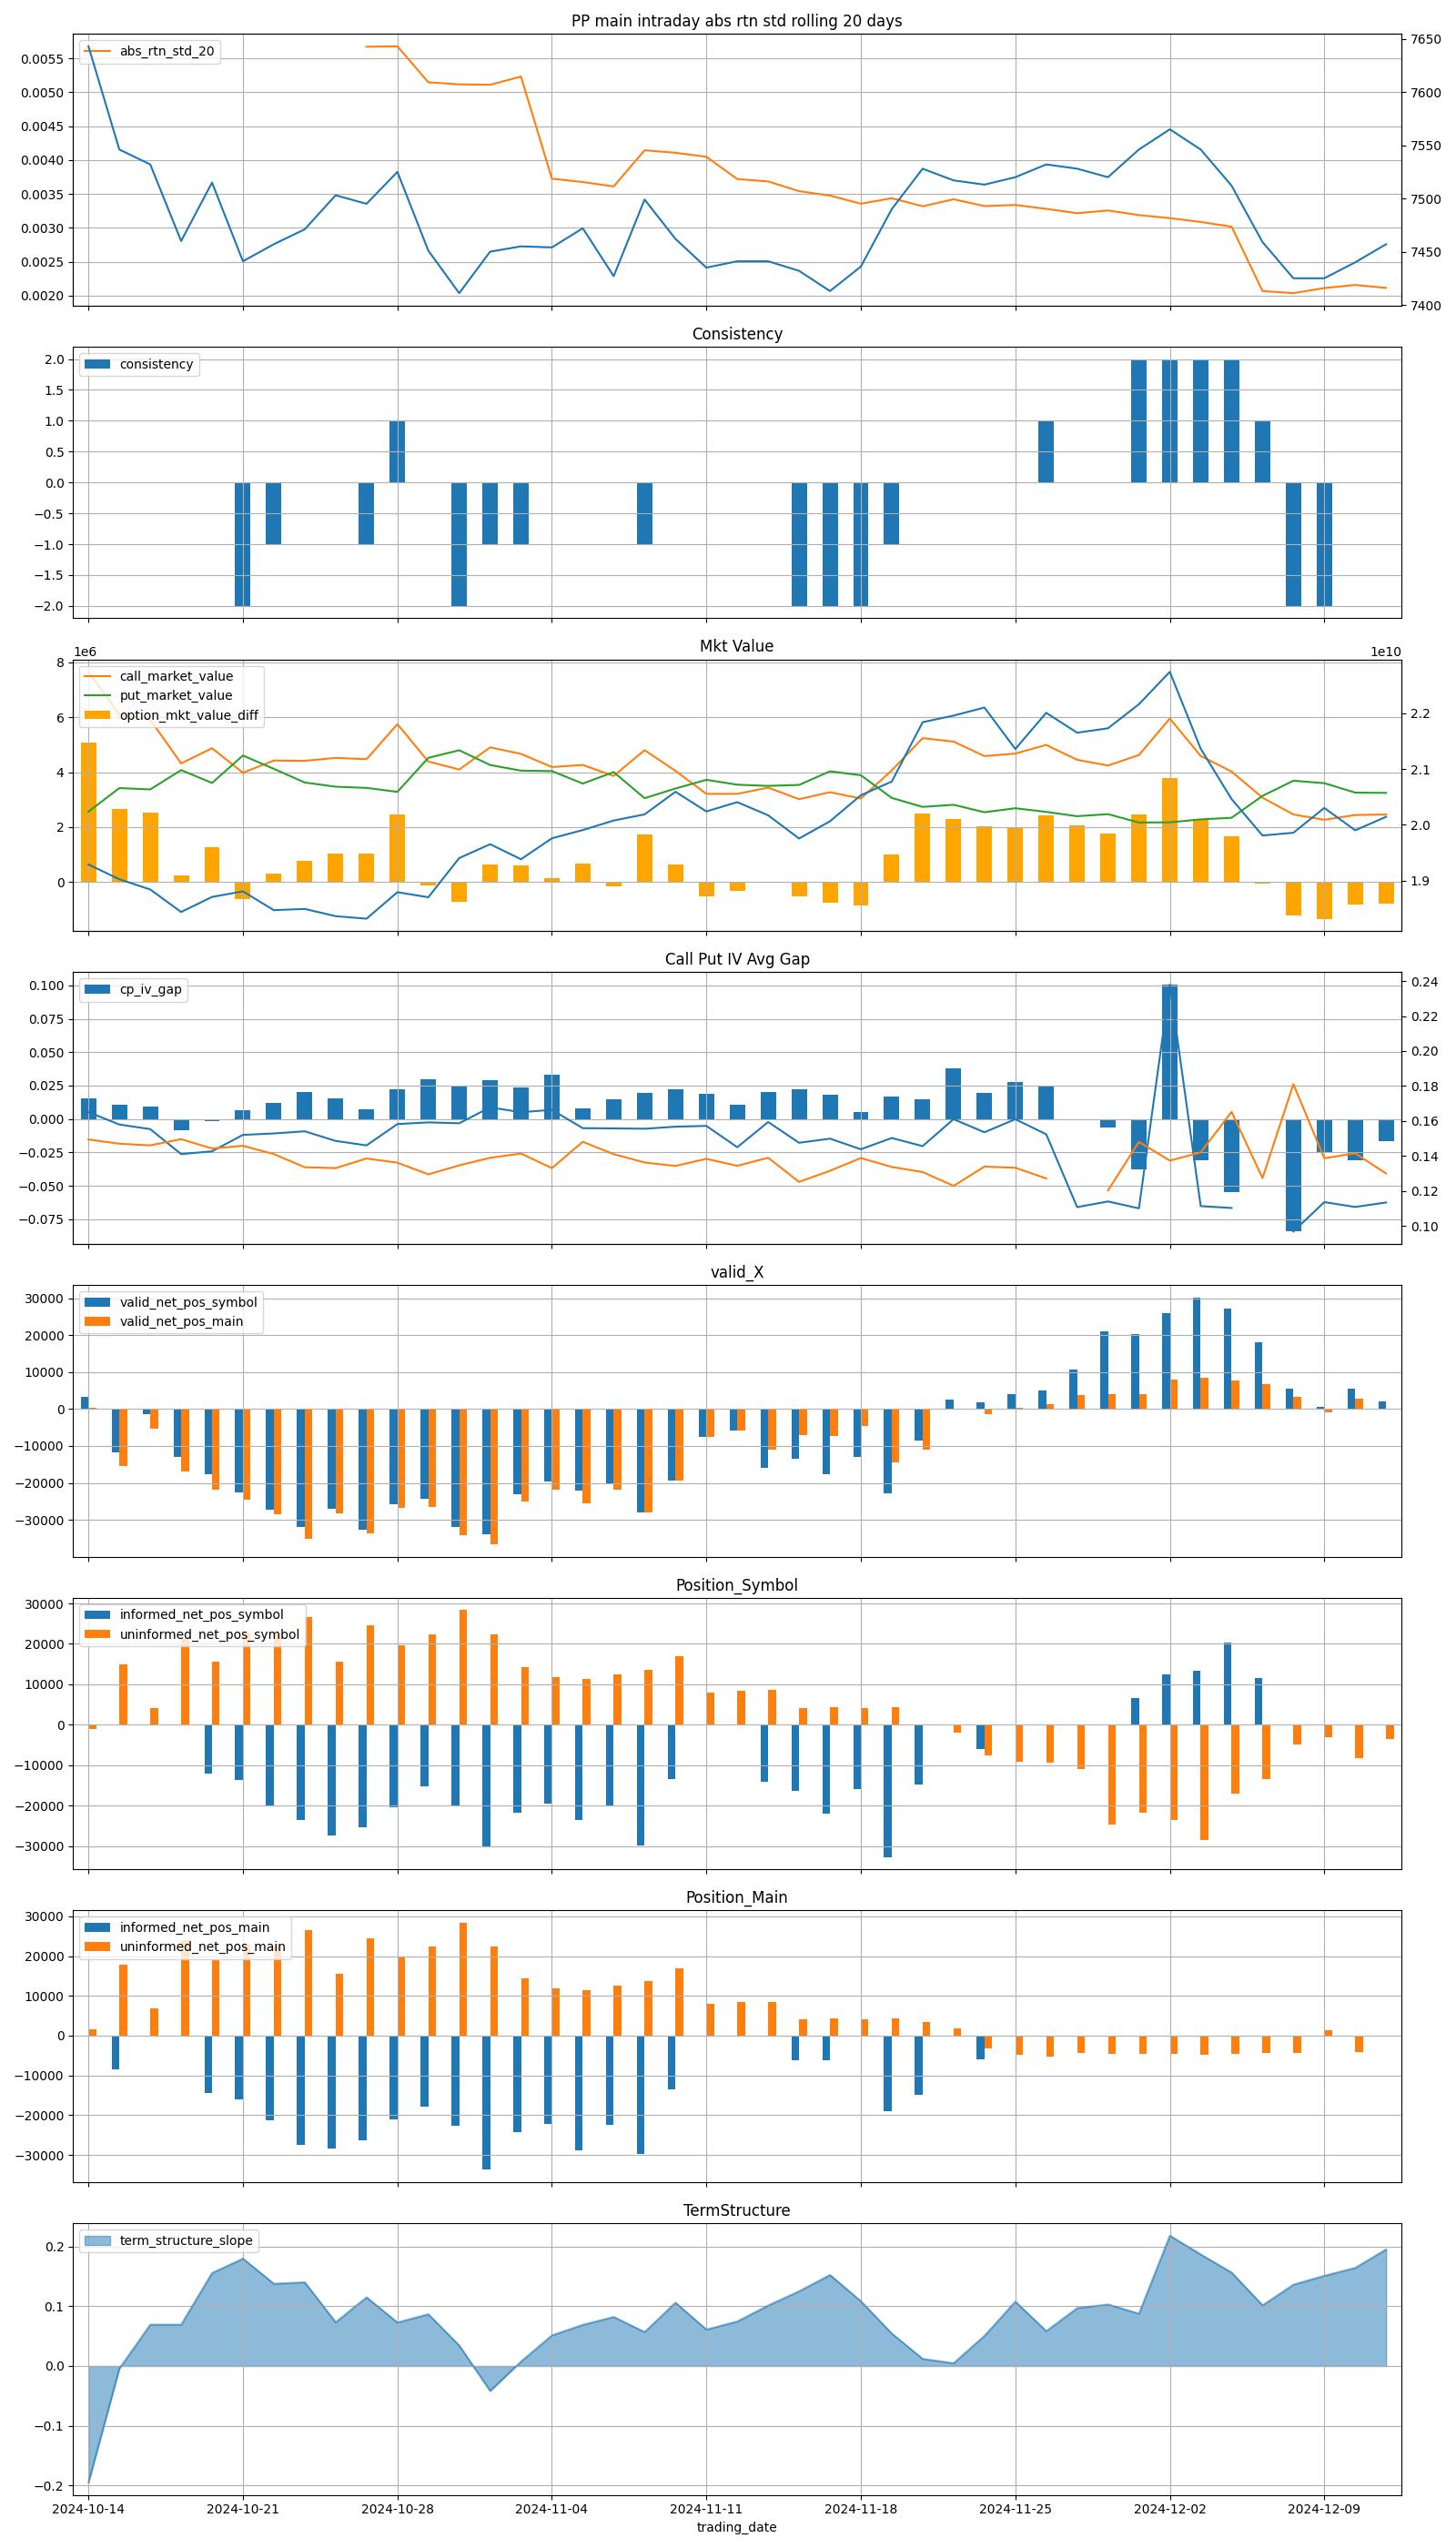 PP main intraday abs rtn std rolling 20 days
abs_rtn_std_20
0.0055
0.0050
0.0045
0.0040
0.0035
0.0030
0.0025
0.0020
7650
7600
7550
7500
7450
7400
Consistency
consistency
2.0
1.5
1.0
0.5
0.0
−0.5
−1.0
−1.5
−2.0
Mkt Value
1e6
1e10
call_market_value
put_market_value
option_mkt_value_diff
8
6
4
2
0
2.2
2.1
2.0
1.9
Call Put IV Avg Gap
cp_iv_gap
0.100
0.075
0.050
0.025
0.000
−0.025
−0.050
−0.075
0.24
0.22
0.20
0.18
0.16
0.14
0.12
0.10
valid_X
valid_net_pos_symbol
valid_net_pos_main
30000
20000
10000
0
−10000
−20000
−30000
Position_Symbol
informed_net_pos_symbol
uninformed_net_pos_symbol
30000
20000
10000
0
−10000
−20000
−30000
Position_Main
informed_net_pos_main
uninformed_net_pos_main
30000
20000
10000
0
−10000
−20000
−30000
TermStructure
term_structure_slope
0.2
0.1
0.0
−0.1
−0.2
2024-10-14 2024-10-21 2024-10-28 2024-11-04 2024-11-11 2024-11-18 2024-11-25 2024-12-02 2024-12-09
trading_date